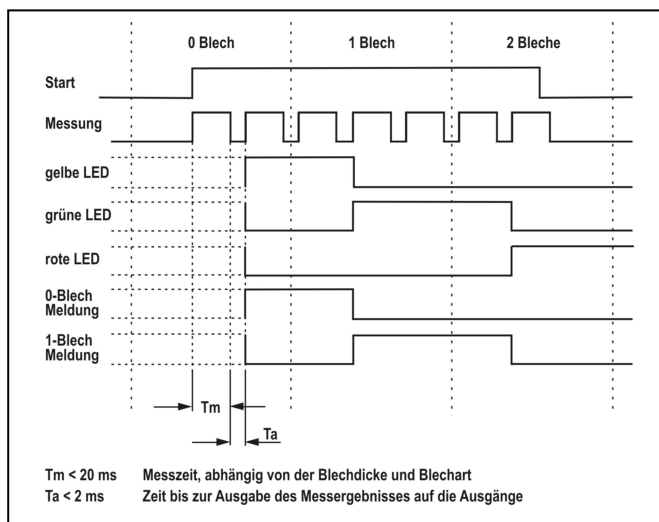 0 Blech 1 Blech 2 Bleche
Start
Messung
gelbe LED
grüne LED
rote LED
0-Blech
Meldung
1-Blech
Meldung
Tm
Ta
Tm < 20 ms Messzeit, abhängig von der Blechdicke und Blechart
Ta < 2 ms Zeit bis zur Ausgabe des Messergebnisses auf die Ausgänge